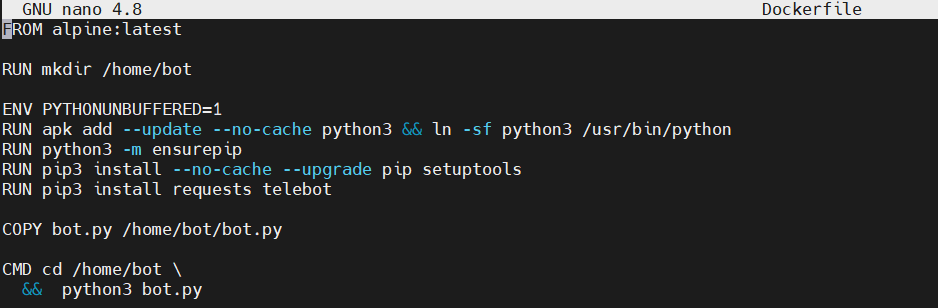 GNU nano 4.8 Dockerfile
FROM alpine:latest
RUN mkdir /home/bot
ENV PYTHONUNBUFFERED=1
RUN apk add --update --no-cache python3 && ln -sf python3 /usr/bin/python
RUN python3 -m ensurepip
RUN pip3 install --no-cache --upgrade pip setuptools
RUN pip3 install requests telebot
COPY bot.py /home/bot/bot.py
CMD cd /home/bot \
&& python3 bot.py